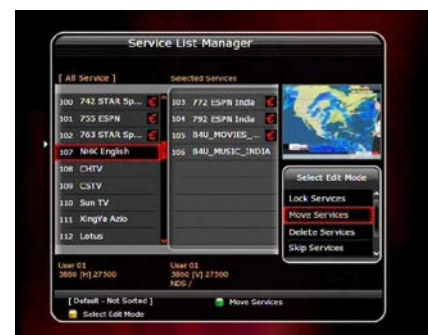 Service List Manager
[ All Service ]
Selected Services
100 742 STAR Sp...
101 755 ESPN
102 763 STAR Sp...
107 NHK English
108 CHTV
109 CSTV
110 Sun TV
111 XingYa Azio
112 Lotus
103 772 ESPN India
104 792 ESPN India
105 B4U_MOVIES_...
106 B4U_MUSIC_INDIA
Select Edit Mode
Lock Services
Move Services
Delete Services
Skip Services
User 01
3860 [H] 27500
User 01
3860 [V] 27500
NDS /
[ Default - Not Sorted ]
Move Services
Select Edit Mode